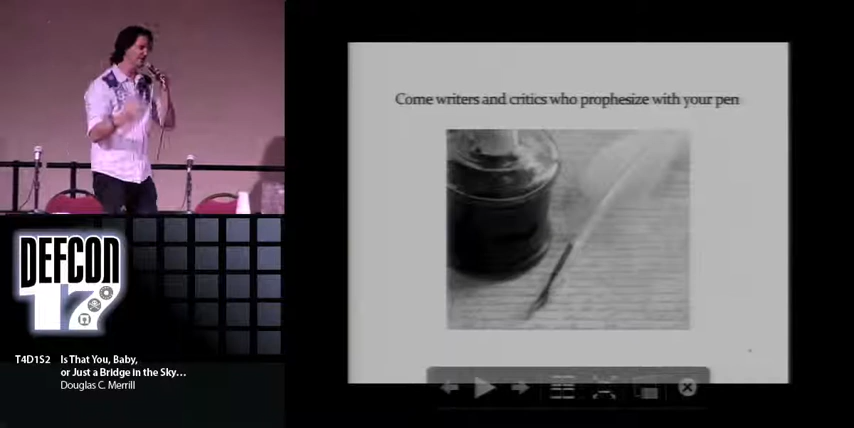 Come writers and critics who prophesize with your pen
DEFCON
17
T4D1S2 Is That You, Baby,
or Just a Bridge in the Sky...
Douglas C. Merrill